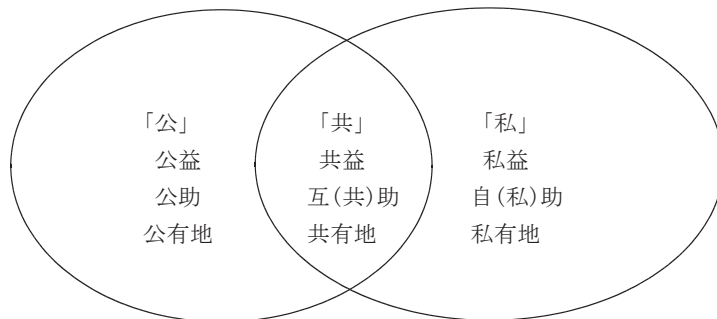 「公」 「共」 「私」
公益 共益 私益
公助 互(共)助 自(私)助
公有地 共有地 私有地